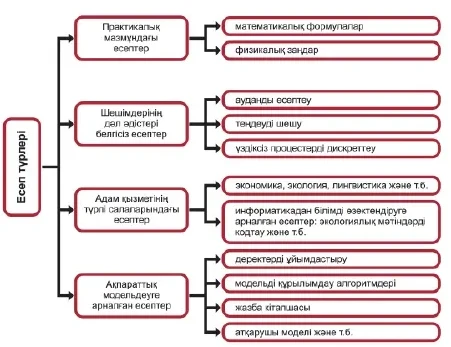 Есеп түрлері
Практикалық
мазмұндағы
есептер
математикалық формулалар
физикалық заңдар
Шешімдерінің
дәл әдістері
белгісіз есептер
ауданды есептеу
теңдеуді шешу
үздіксіз процестерді дискреттеу
Адам қызметінің
түрлі салаларындағы
есептер
экономика, экология, лингвистика және т.б.
информатикадан білімді өзектендіруге
арналған есептер: экологиялық мәтіндерді
кодтау және т.б.
Ақпараттық
модельдеуге
арналған есептер
деректерді ұйымдастыру
модельді құрылымдау алгоритмдері
жазба кітапшасы
атқарушы моделі және т.б.